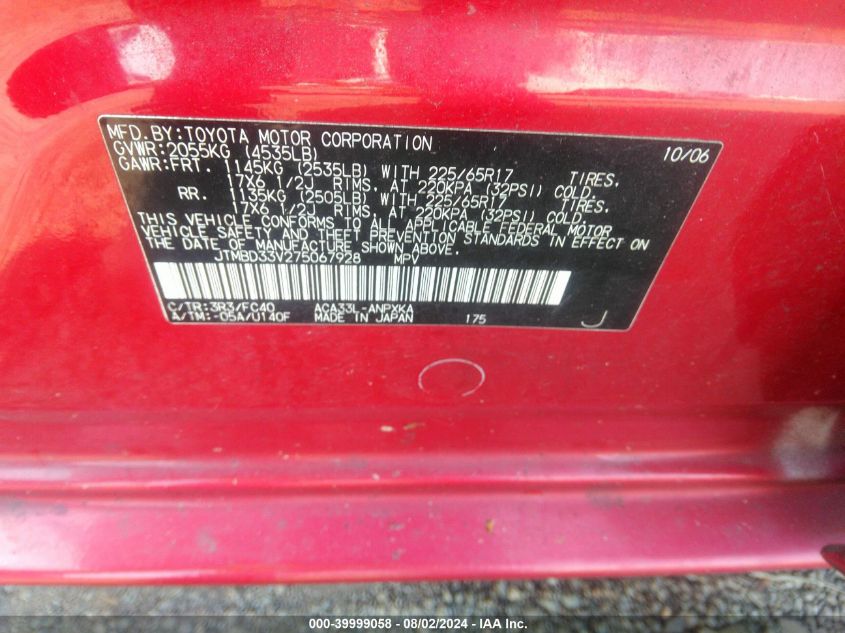 MFD.BY:TOYOTA MOTOR CORPORATION 10/06
GVWR:2055KG (4535LB)
GAWR:FRT. 1145KG (2535LB) WITH 225/65R17 TIRES.
17X6 1/2J RIMS. AT 220KPA (32PSI) COLD.
RR. 1135KG (2505LB) WITH 225/65R17 TIRES.
17X6 1/2J RIMS. AT 220KPA (32PSI) COLD.
THIS VEHICLE CONFORMS TO ALL APPLICABLE FEDERAL MOTOR
VEHICLE SAFETY AND THEFT PREVENTION STANDARDS IN EFFECT ON
THE DATE OF MANUFACTURE SHOWN ABOVE.
JTMBD33V275067928 MPV
C/TR:3R3/FC40 ACA33L-ANPXKA
A/TM:-05A/U140F MADE IN JAPAN 175 J
000-39999058 - 08/02/2024 - IAA Inc.